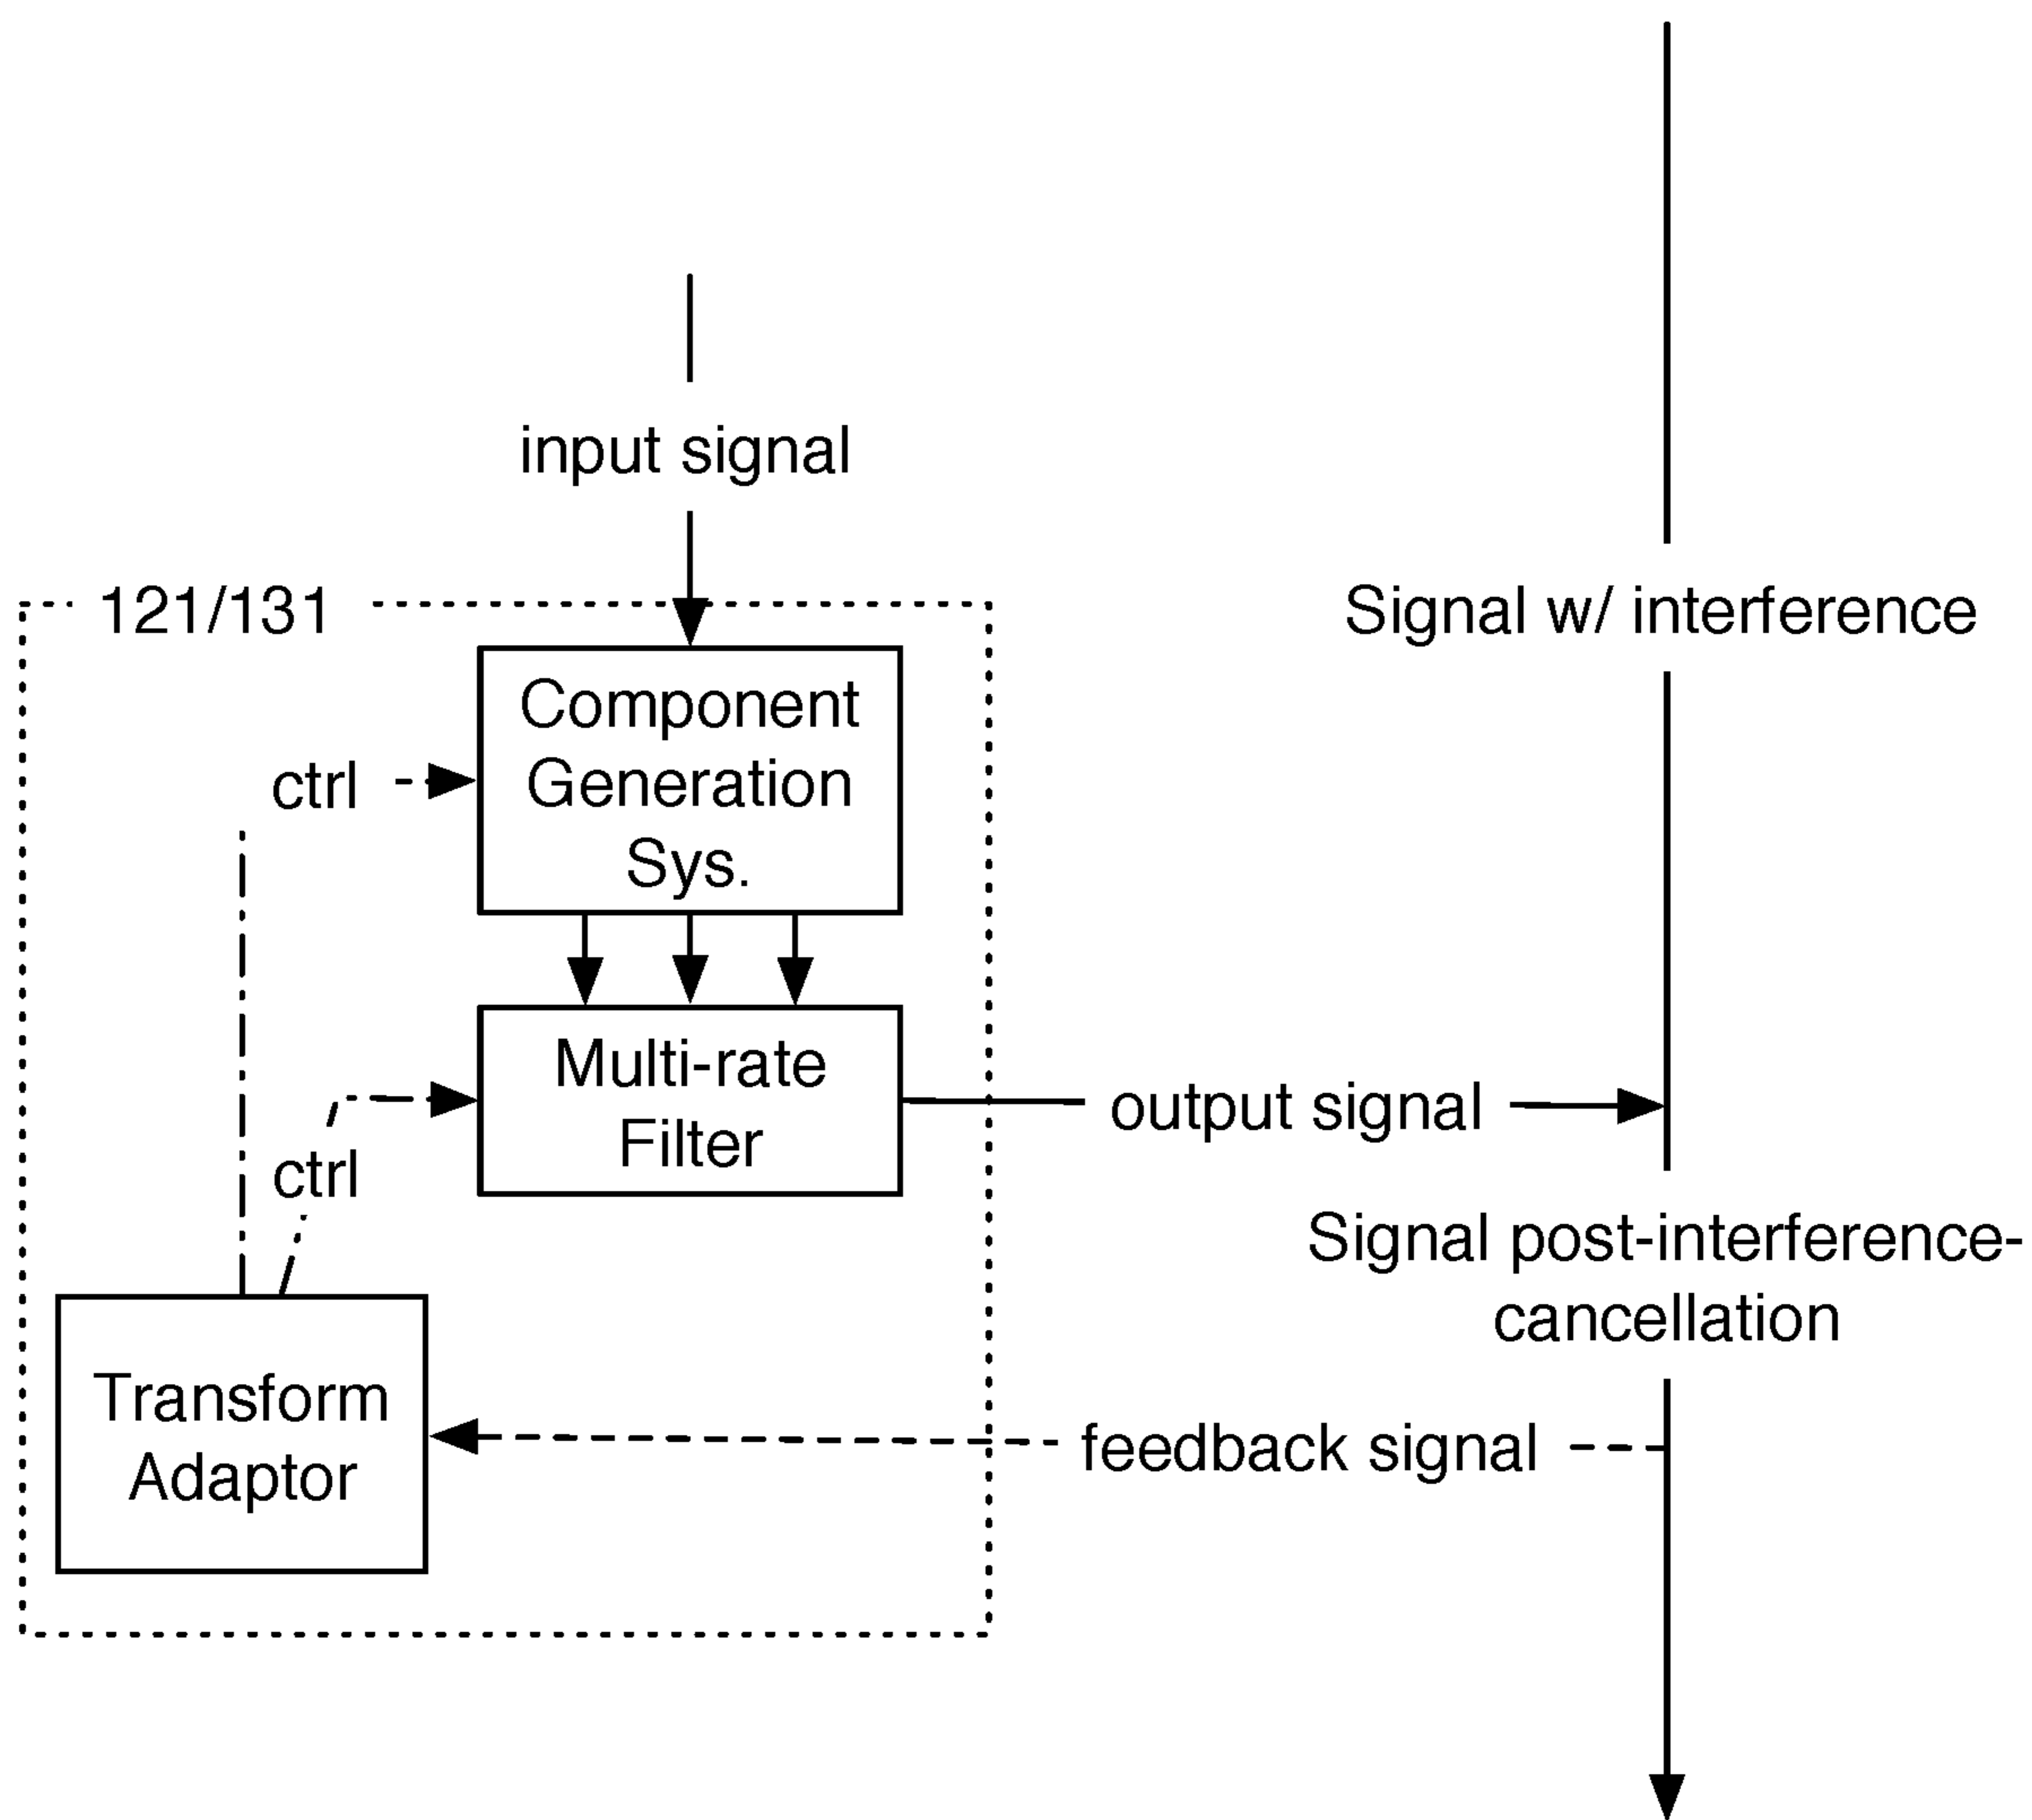 input signal
121/131
Signal w/ interference
Component
Generation
Sys.
ctrl
Multi-rate
Filter
output signal
ctrl
Signal post-interference-
cancellation
Transform
Adaptor
feedback signal